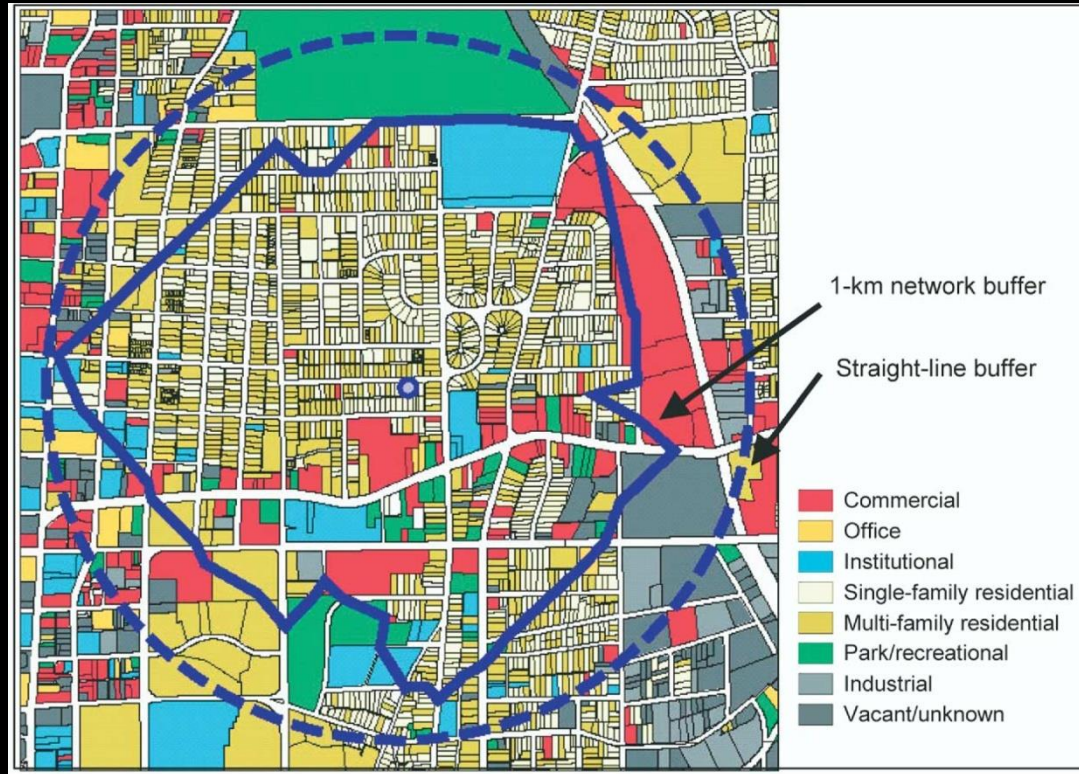 1-km network buffer
Straight-line buffer
Commercial
Office
Institutional
Single-family residential
Multi-family residential
Park/recreational
Industrial
Vacant/unknown